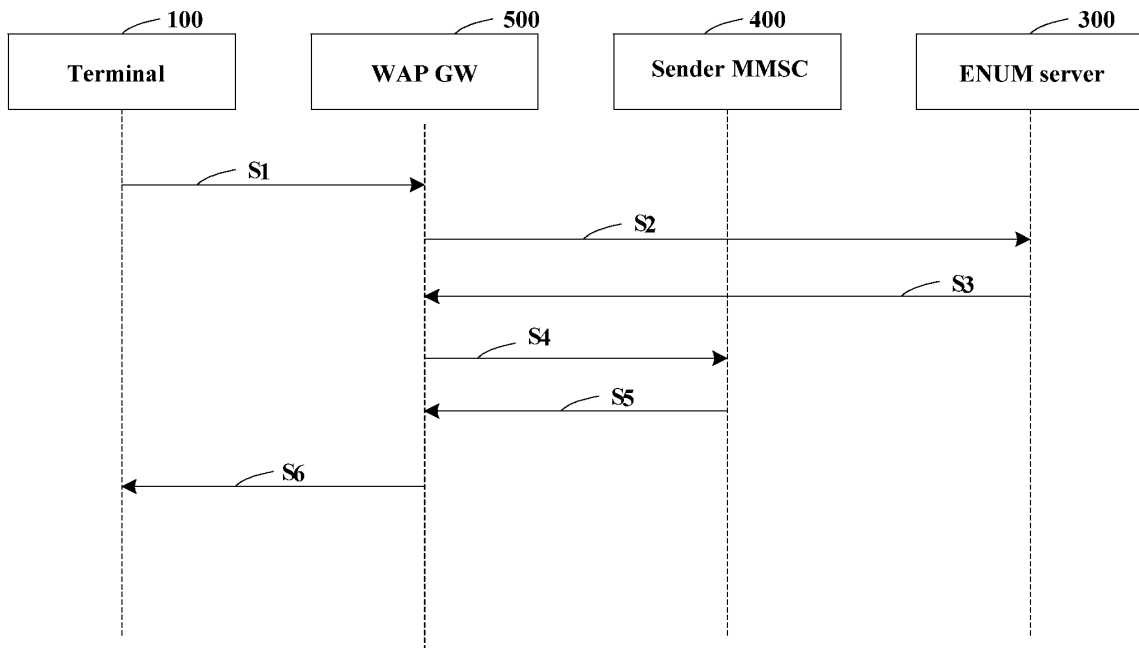 100
500
400
300
Terminal
WAP GW
Sender MMSC
ENUM server
S1
S2
S3
S4
S5
S6